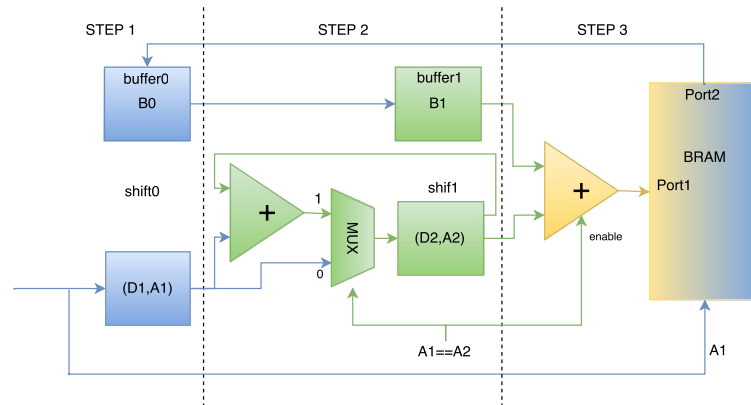 STEP 1
STEP 2
STEP 3
buffer0
B0
buffer1
B1
Port2
BRAM
Port1
shift0
shif1
+
1
MUX
0
(D2,A2)
+
enable
(D1,A1)
A1==A2
A1